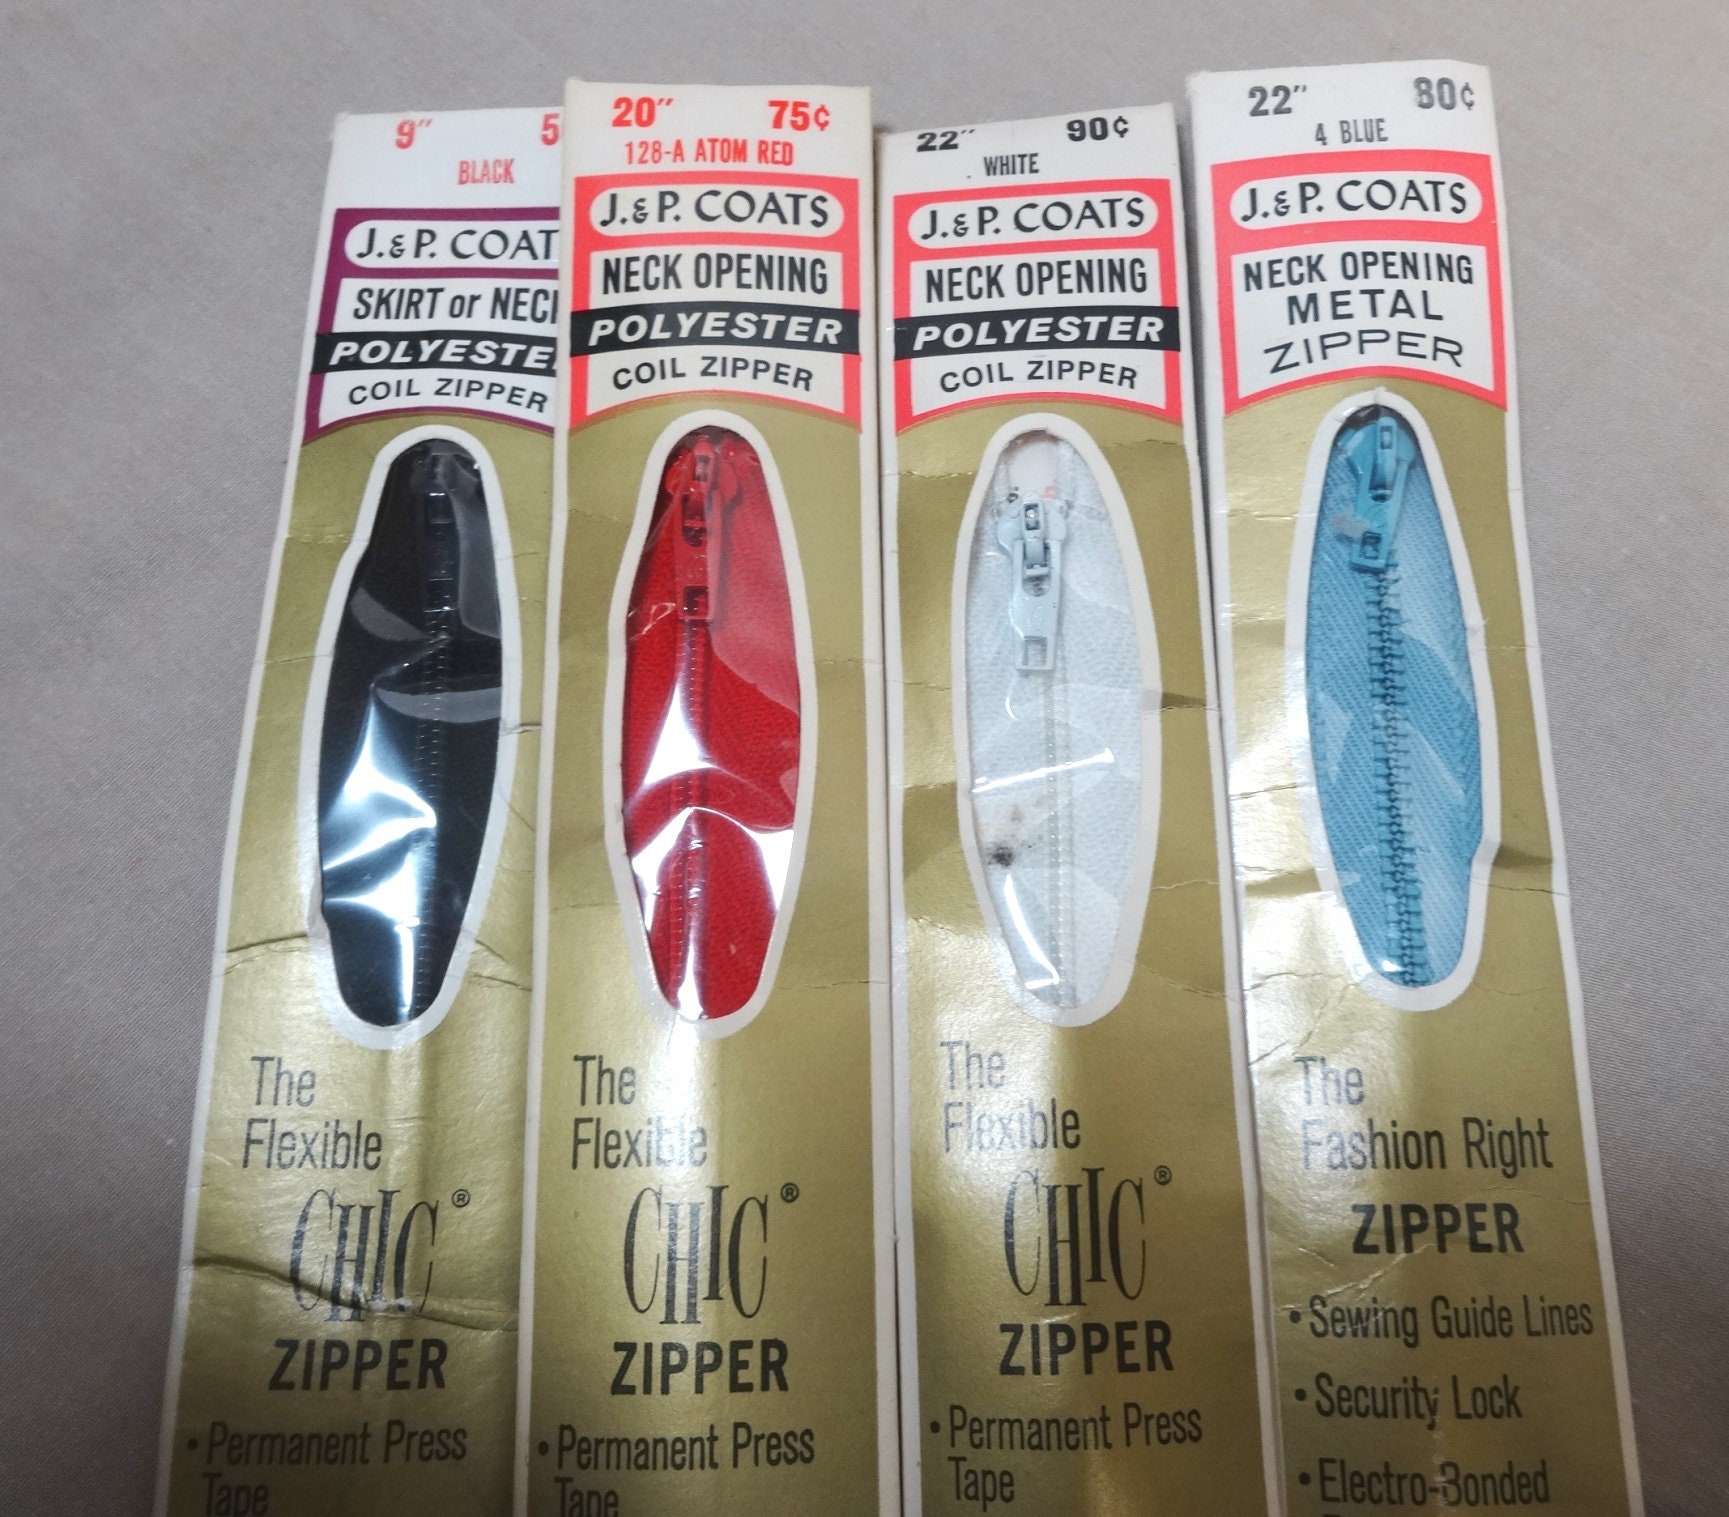 9" 5
BLACK
J.&P. COAT
SKIRT or NECK
POLYESTE
COIL ZIPPER
The
Flexible
CHIC®
ZIPPER
• Permanent Press
Tape
20" 75¢
128-A ATOM RED
J.&P. COATS
NECK OPENING
POLYESTER
COIL ZIPPER
The
Flexible
CHIC®
ZIPPER
• Permanent Press
Tape
22" 90¢
WHITE
J.&P. COATS
NECK OPENING
POLYESTER
COIL ZIPPER
The
Flexible
CHIC®
ZIPPER
• Permanent Press
Tape
22" 80¢
4 BLUE
J.&P. COATS
NECK OPENING
METAL
ZIPPER
The
Fashion Right
ZIPPER
• Sewing Guide Lines
• Security Lock
• Electro-Bonded